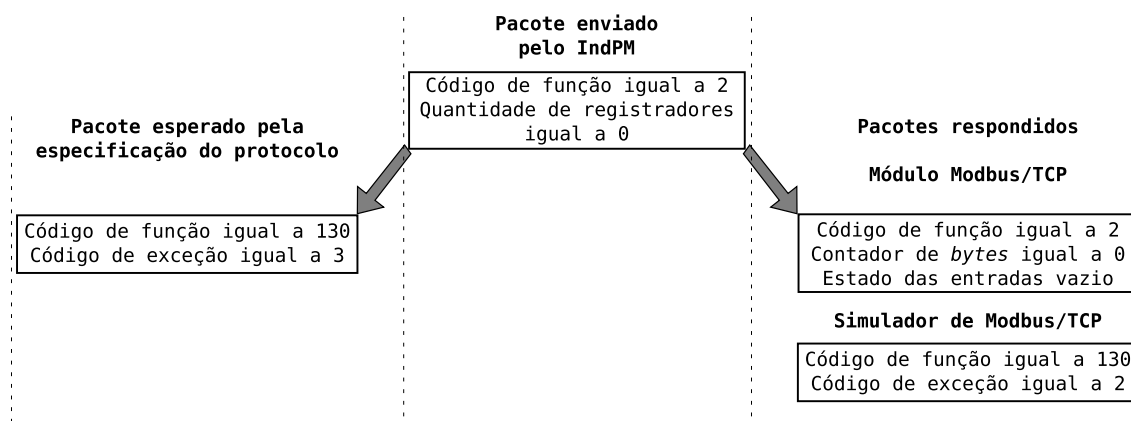 Pacote enviado
pelo IndPM
Código de função igual a 2
Quantidade de registradores
igual a 0
Pacote esperado pela
especificação do protocolo
Código de função igual a 130
Código de exceção igual a 3
Pacotes respondidos
Módulo Modbus/TCP
Código de função igual a 2
Contador de bytes igual a 0
Estado das entradas vazio
Simulador de Modbus/TCP
Código de função igual a 130
Código de exceção igual a 2